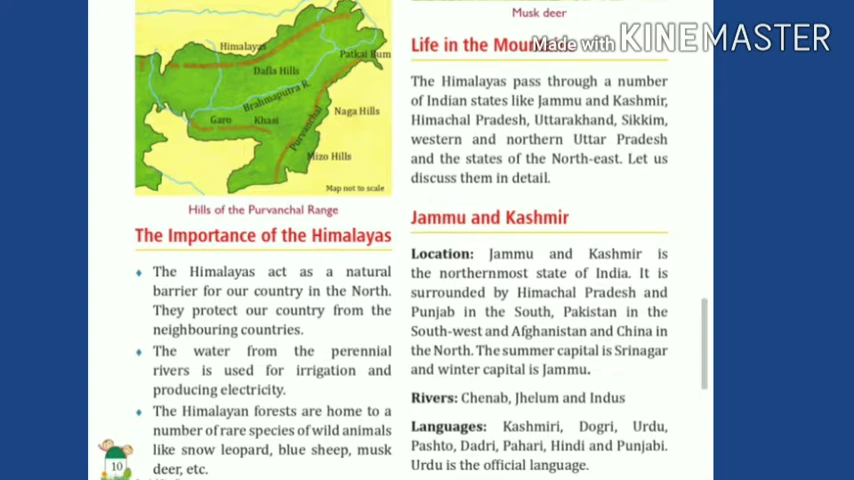 Himalayas
Patkai Bum
Dafla Hills
Brahmaputra R.
Naga Hills
Garo
Khasi
Purvanchal
Mizo Hills
Map not to scale
Hills of the Purvanchal Range
The Importance of the Himalayas
♦ The Himalayas act as a natural
barrier for our country in the North.
They protect our country from the
neighbouring countries.
♦ The water from the perennial
rivers is used for irrigation and
producing electricity.
♦ The Himalayan forests are home to a
number of rare species of wild animals
like snow leopard, blue sheep, musk
deer, etc.
10
Musk deer
Life in the
Made with KINEMASTER
The Himalayas pass through a number
of Indian states like Jammu and Kashmir,
Himachal Pradesh, Uttarakhand, Sikkim,
western and northern Uttar Pradesh
and the states of the North-east. Let us
discuss them in detail.
Jammu and Kashmir
Location: Jammu and Kashmir is
the northernmost state of India. It is
surrounded by Himachal Pradesh and
Punjab in the South, Pakistan in the
South-west and Afghanistan and China in
the North. The summer capital is Srinagar
and winter capital is Jammu.
Rivers: Chenab, Jhelum and Indus
Languages: Kashmiri, Dogri, Urdu,
Pashto, Dadri, Pahari, Hindi and Punjabi.
Urdu is the official language.